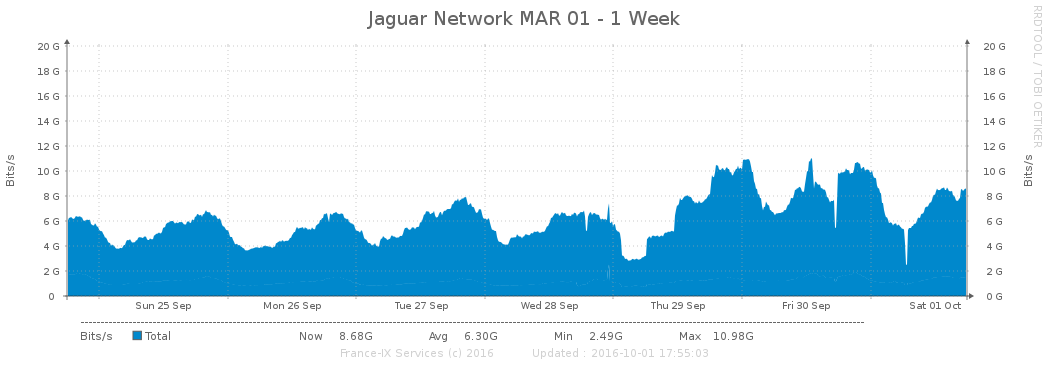 Jaguar Network MAR 01 - 1 Week
RRDTOOL / TOBI OETIKER
Bits/s
Bits/s
20 G 20 G
18 G 18 G
16 G 16 G
14 G 14 G
12 G 12 G
10 G 10 G
8 G 8 G
6 G 6 G
4 G 4 G
2 G 2 G
0 0 G
Sun 25 Sep Mon 26 Sep Tue 27 Sep Wed 28 Sep Thu 29 Sep Fri 30 Sep Sat 01 Oct
Bits/s Total Now 8.68G Avg 6.30G Min 2.49G Max 10.98G
France-IX Services (c) 2016 Updated : 2016-10-01 17:55:03